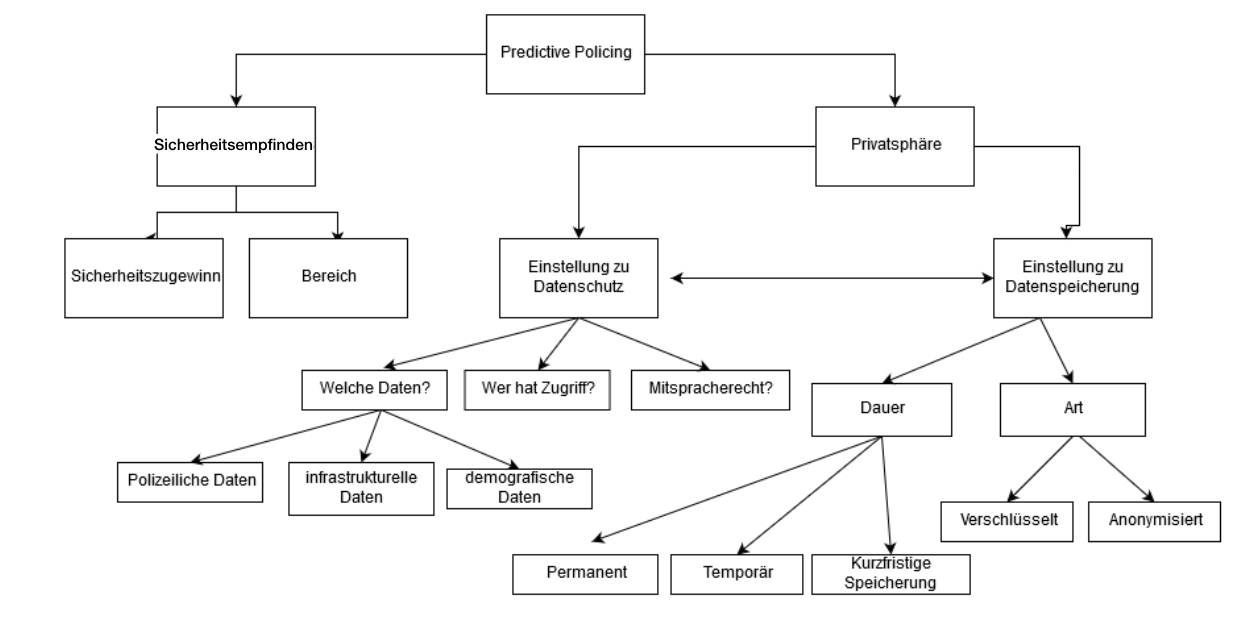 Predictive Policing
Sicherheitsempfinden
Privatsphäre
Sicherheitszugewinn
Bereich
Einstellung zu
Datenschutz
Einstellung zu
Datenspeicherung
Welche Daten?
Wer hat Zugriff?
Mitspracherecht?
Dauer
Art
Polizeiliche Daten
infrastrukturelle
Daten
demografische
Daten
Verschlüsselt
Anonymisiert
Permanent
Temporär
Kurzfristige
Speicherung